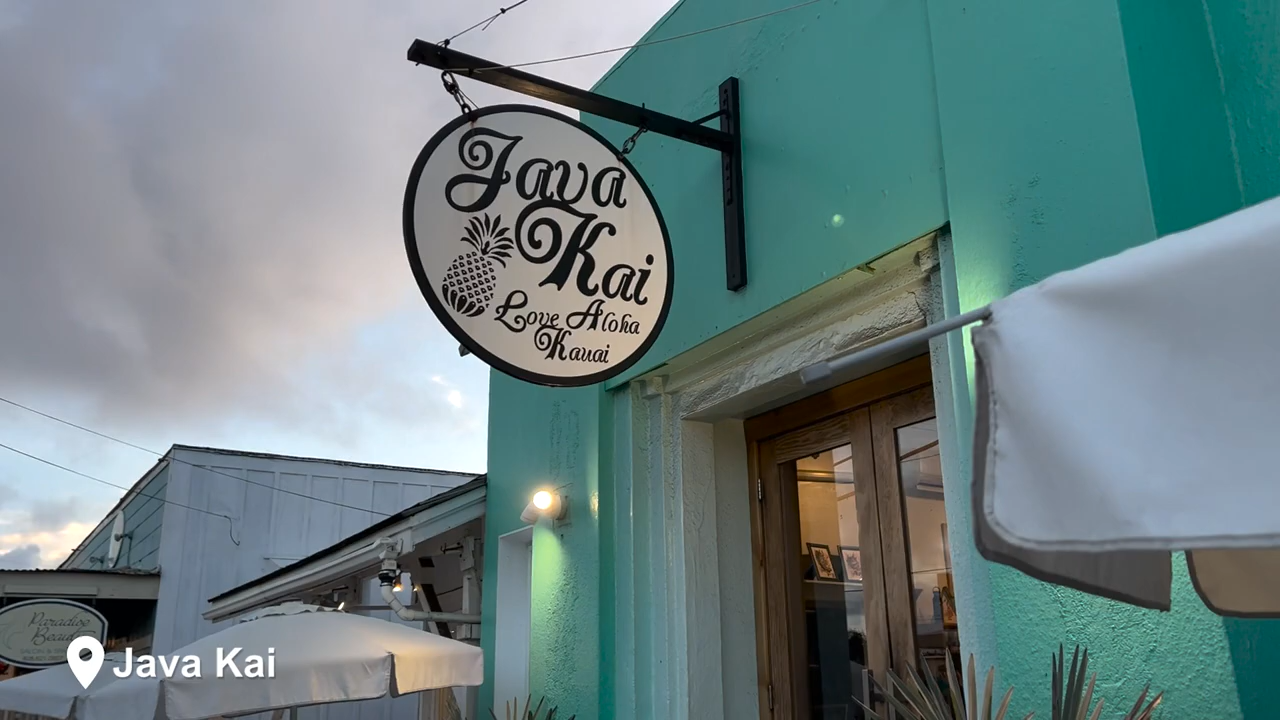 Java
Kai
Love Aloha
Kauai
Paradise
Beauty
Java Kai